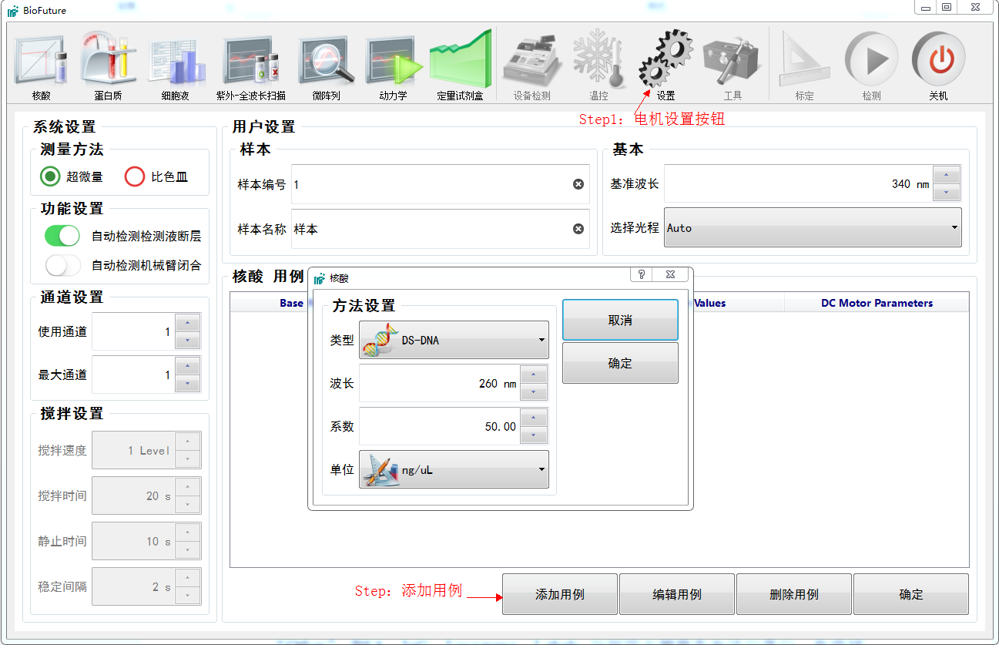 BioFuture
核酸
蛋白质
细胞液
紫外-全波长扫描
微阵列
动力学
定量试剂盒
设备检测
温控
设置
工具
标定
检测
关机
Step1: 电机设置按钮
系统设置
测量方法
超微量
比色皿
功能设置
自动检测检测液断层
自动检测机械臂闭合
通道设置
使用通道 1
最大通道 1
搅拌设置
搅拌速度 1 Level
搅拌时间 20 s
静止时间 10 s
稳定间隔 2 s
用户设置
样本
样本编号 1
样本名称 样本
基本
基准波长 340 nm
选择光程 Auto
核酸 用例
Base
Values
DC Motor Parameters
核酸
方法设置
类型 DS-DNA
波长 260 nm
系数 50.00
单位 ng/uL
取消
确定
Step: 添加用例
添加用例
编辑用例
删除用例
确定